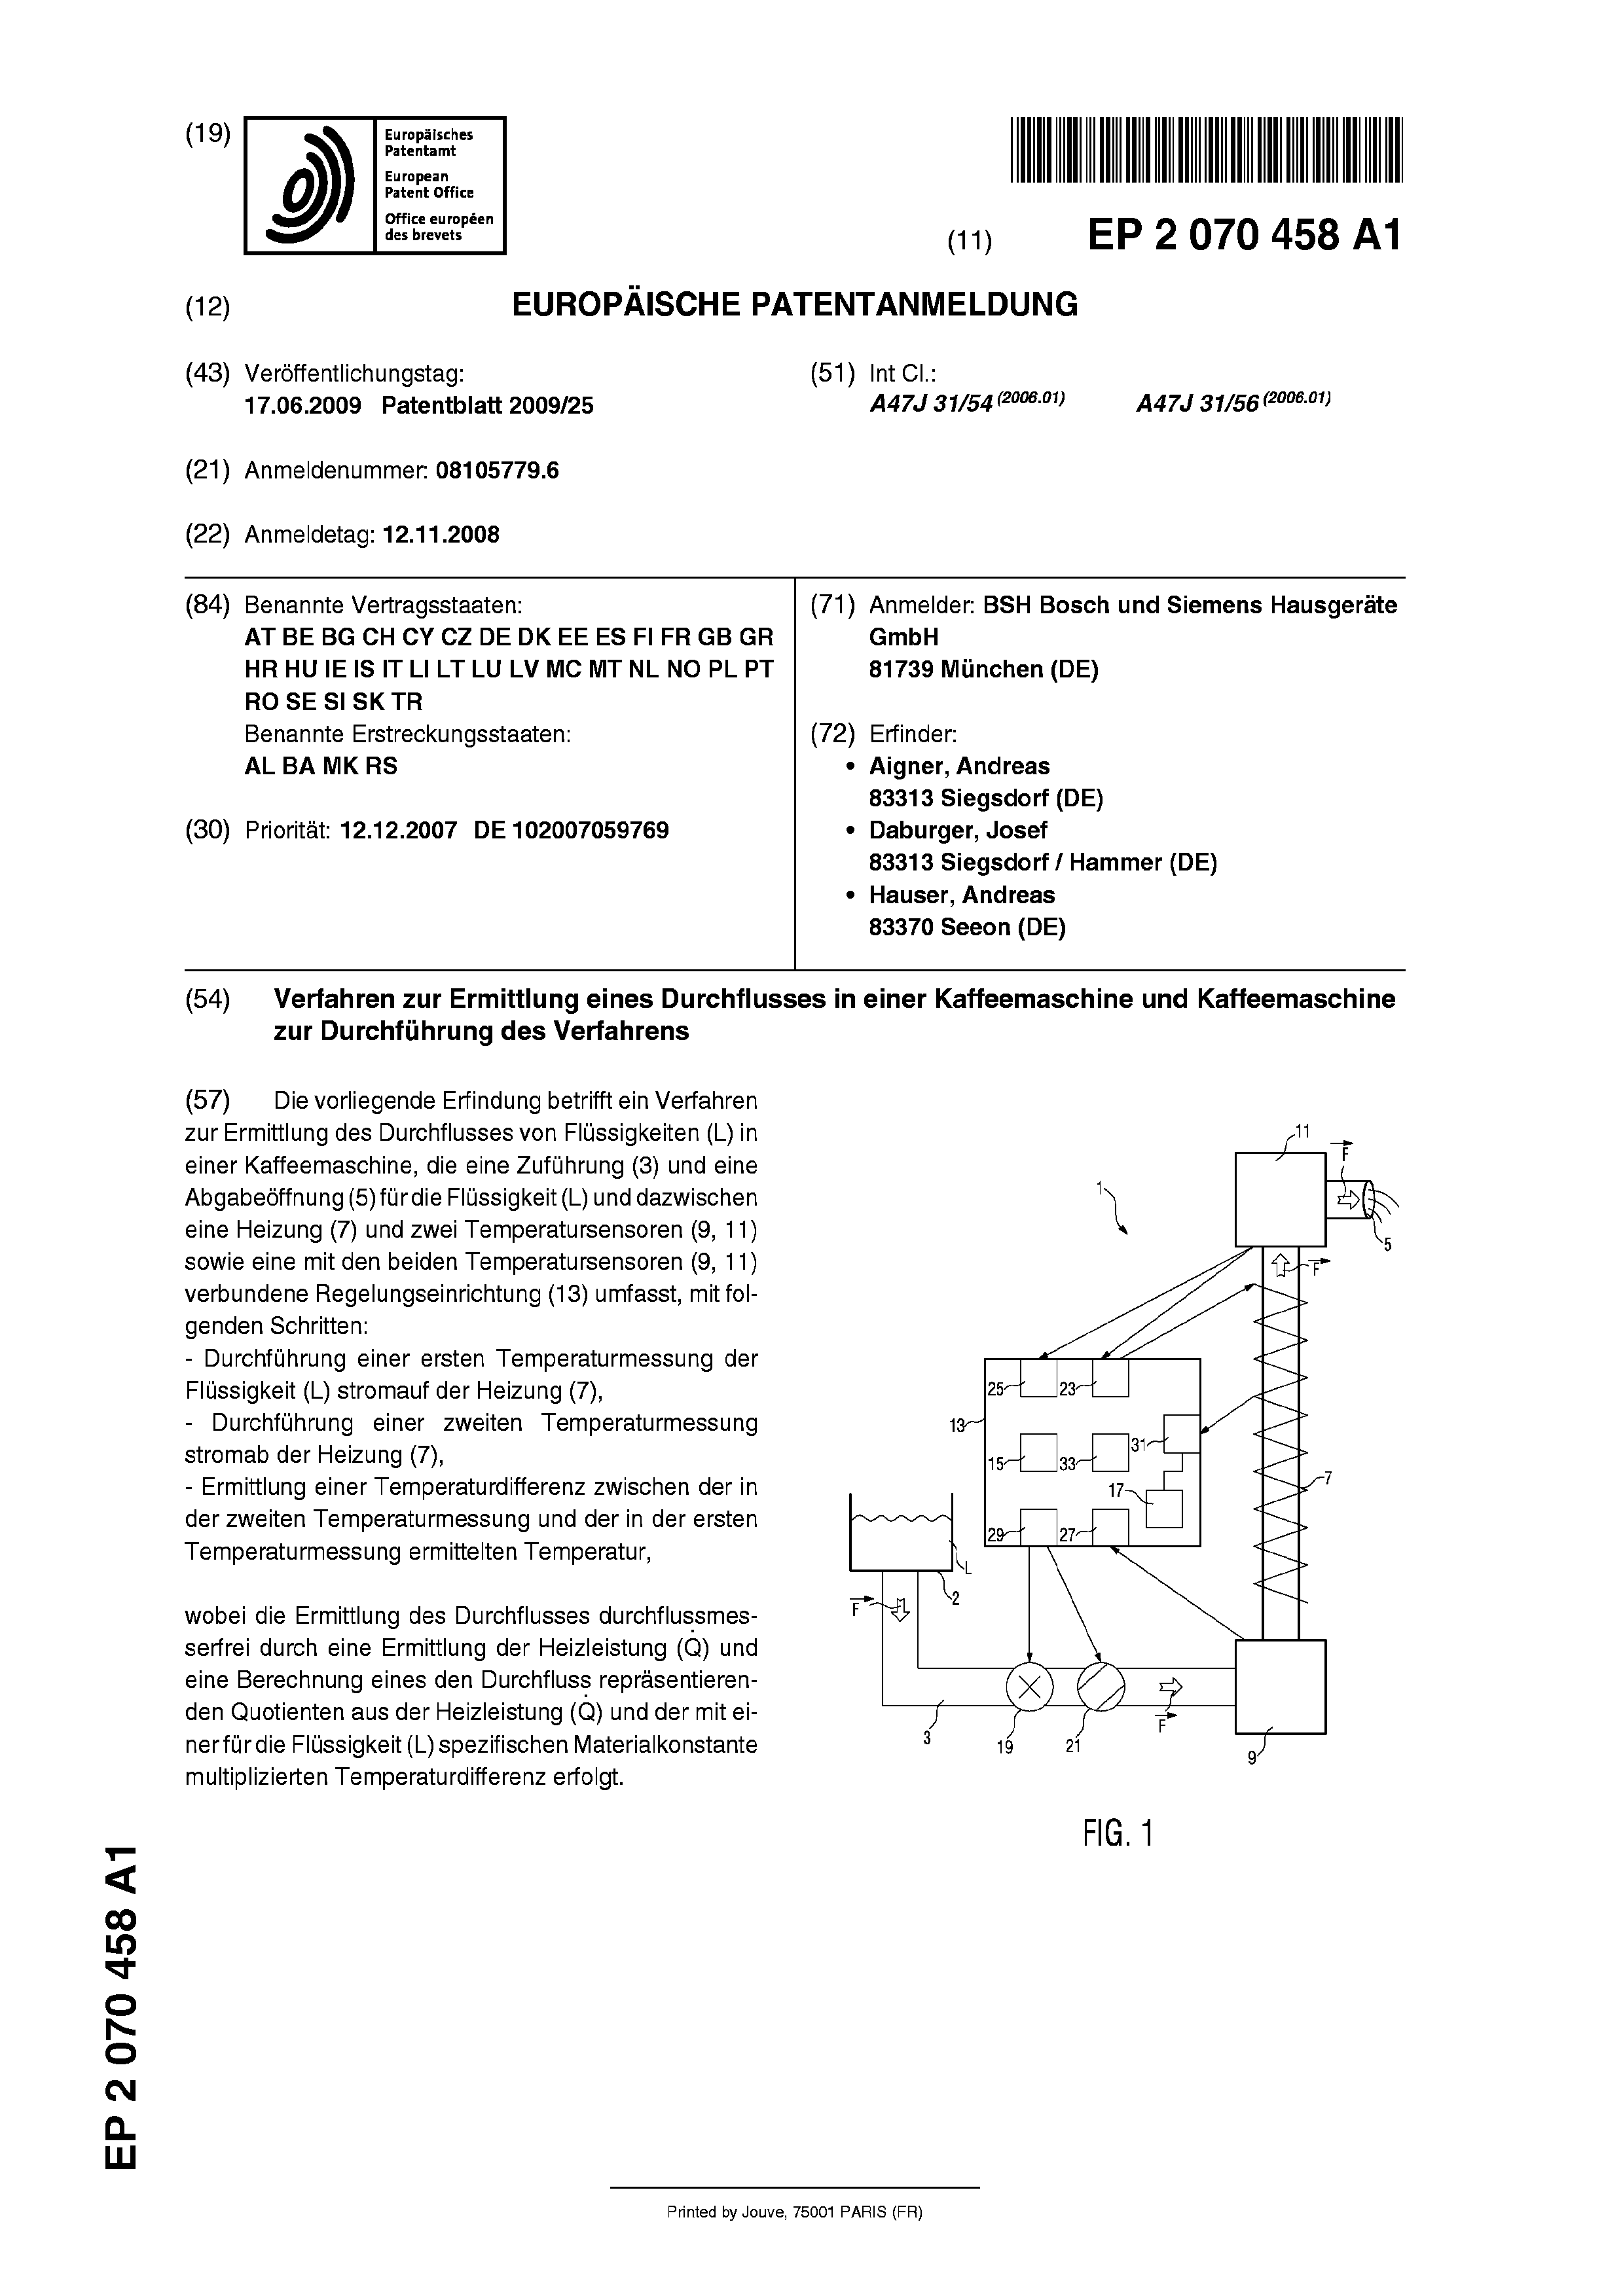 (19)
Europäisches
Patentamt
European
Patent Office
Office européen
des brevets
(11)
EP 2 070 458 A1
(12)
EUROPÄISCHE PATENTANMELDUNG
(43) Veröffentlichungstag:
17.06.2009 Patentblatt 2009/25
(51) Int Cl.:
A47J 31/54 (2006.01) A47J 31/56 (2006.01)
(21) Anmeldenummer: 08105779.6
(22) Anmeldetag: 12.11.2008
(84) Benannte Vertragsstaaten:
AT BE BG CH CY CZ DE DK EE ES FI FR GB GR
HR HU IE IS IT LI LT LU LV MC MT NL NO PL PT
RO SE SI SK TR
Benannte Erstreckungsstaaten:
AL BA MK RS
(30) Priorität: 12.12.2007 DE 102007059769
(71) Anmelder: BSH Bosch und Siemens Hausgeräte
GmbH
81739 München (DE)
(72) Erfinder:
• Aigner, Andreas
83313 Siegsdorf (DE)
• Daburger, Josef
83313 Siegsdorf / Hammer (DE)
• Hauser, Andreas
83370 Seeon (DE)
(54) Verfahren zur Ermittlung eines Durchflusses in einer Kaffeemaschine und Kaffeemaschine
zur Durchführung des Verfahrens
(57) Die vorliegende Erfindung betrifft ein Verfahren
zur Ermittlung des Durchflusses von Flüssigkeiten (L) in
einer Kaffeemaschine, die eine Zuführung (3) und eine
Abgabeöffnung (5) für die Flüssigkeit (L) und dazwischen
eine Heizung (7) und zwei Temperatursensoren (9, 11)
sowie eine mit den beiden Temperatursensoren (9, 11)
verbundene Regelungseinrichtung (13) umfasst, mit fol-
genden Schritten:
- Durchführung einer ersten Temperaturmessung der
Flüssigkeit (L) stromauf der Heizung (7),
- Durchführung einer zweiten Temperaturmessung
stromab der Heizung (7),
- Ermittlung einer Temperaturdifferenz zwischen der in
der zweiten Temperaturmessung und der in der ersten
Temperaturmessung ermittelten Temperatur,
wobei die Ermittlung des Durchflusses durchflussmes-
serfrei durch eine Ermittlung der Heizleistung (Q̇) und
eine Berechnung eines den Durchfluss repräsentieren-
den Quotienten aus der Heizleistung (Q̇) und der mit ei-
ner für die Flüssigkeit (L) spezifischen Materialkonstante
multiplizierten Temperaturdifferenz erfolgt.
11
F
1
5
F
25 23
13
31
15 33
7
17
29 27
L
2
F
3
19
21
F
9
FIG. 1
EP 2 070 458 A1
Printed by Jouve, 75001 PARIS (FR)